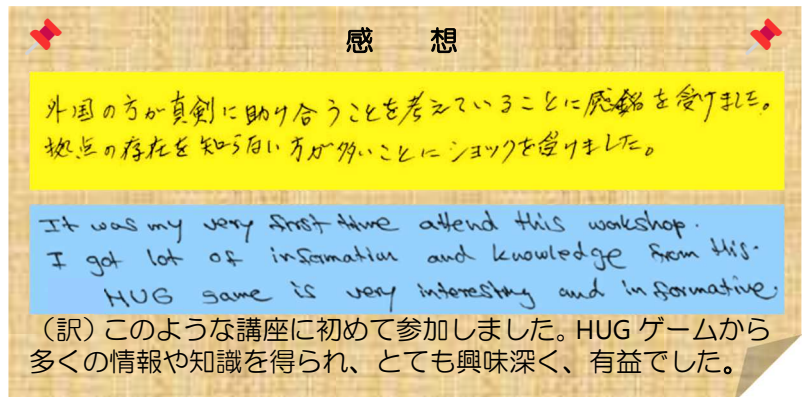 感　想
外国の方が真剣に助け合うことを考えていることに感銘を受けました。
拠点の存在を知らない方が多いことにショックを受けました。
It was my very first time attend this workshop.
I got lot of information and knowledge from this.
HUG game is very interesting and informative.
（訳）このような講座に初めて参加しました。HUG ゲームから
多くの情報や知識を得られ、とても興味深く、有益でした。